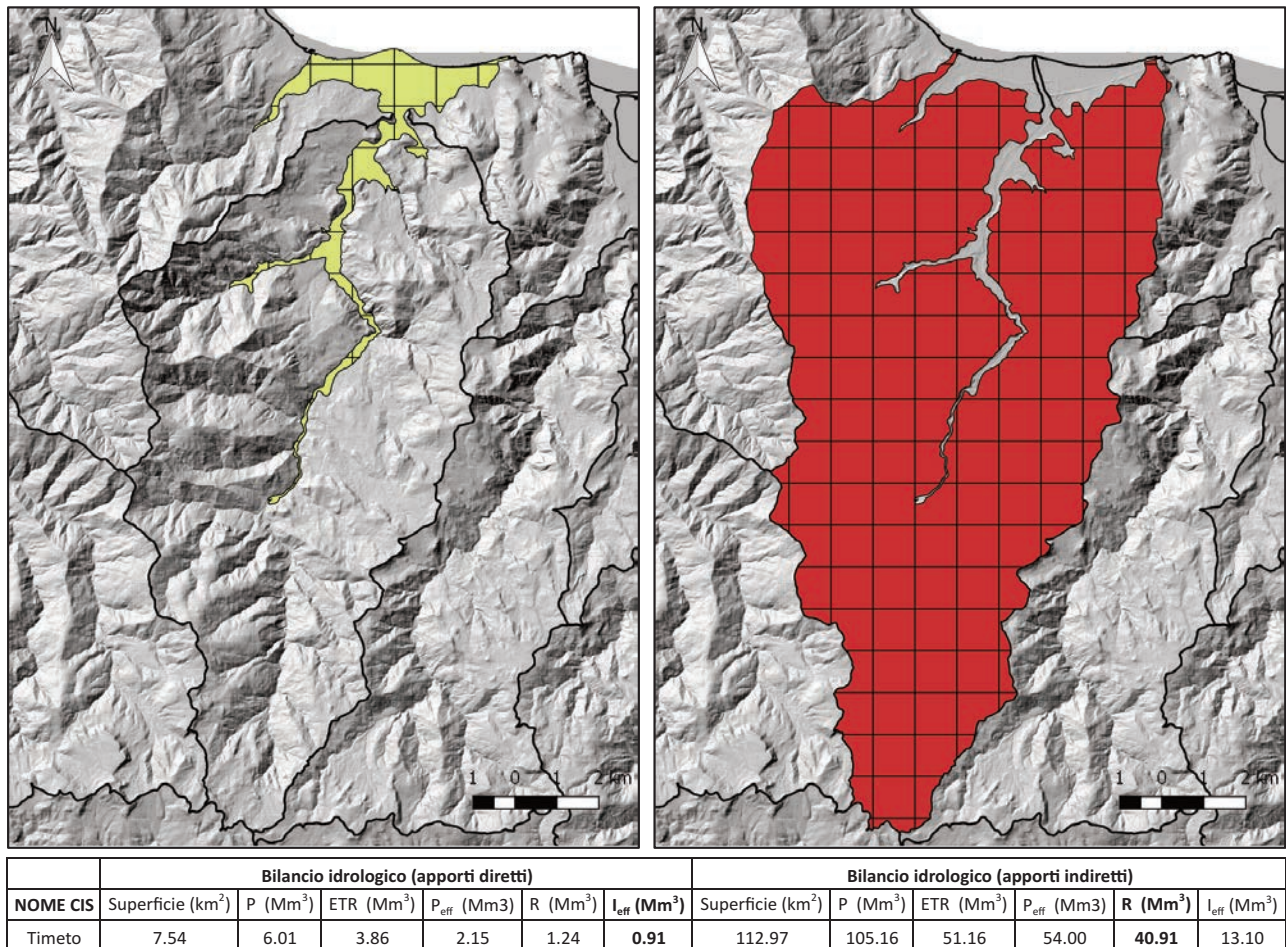 N
1 0 1 2 km
N
1 0 1 2 km
Bilancio idrologico (apporti diretti) Bilancio idrologico (apporti indiretti)
NOME CIS Superficie (km²) P (Mm³) ETR (Mm³) Peff (Mm3) R (Mm³) Ieff (Mm³) Superficie (km²) P (Mm³) ETR (Mm³) Peff (Mm3) R (Mm³) Ieff (Mm³)
Timeto 7.54 6.01 3.86 2.15 1.24 0.91 112.97 105.16 51.16 54.00 40.91 13.10